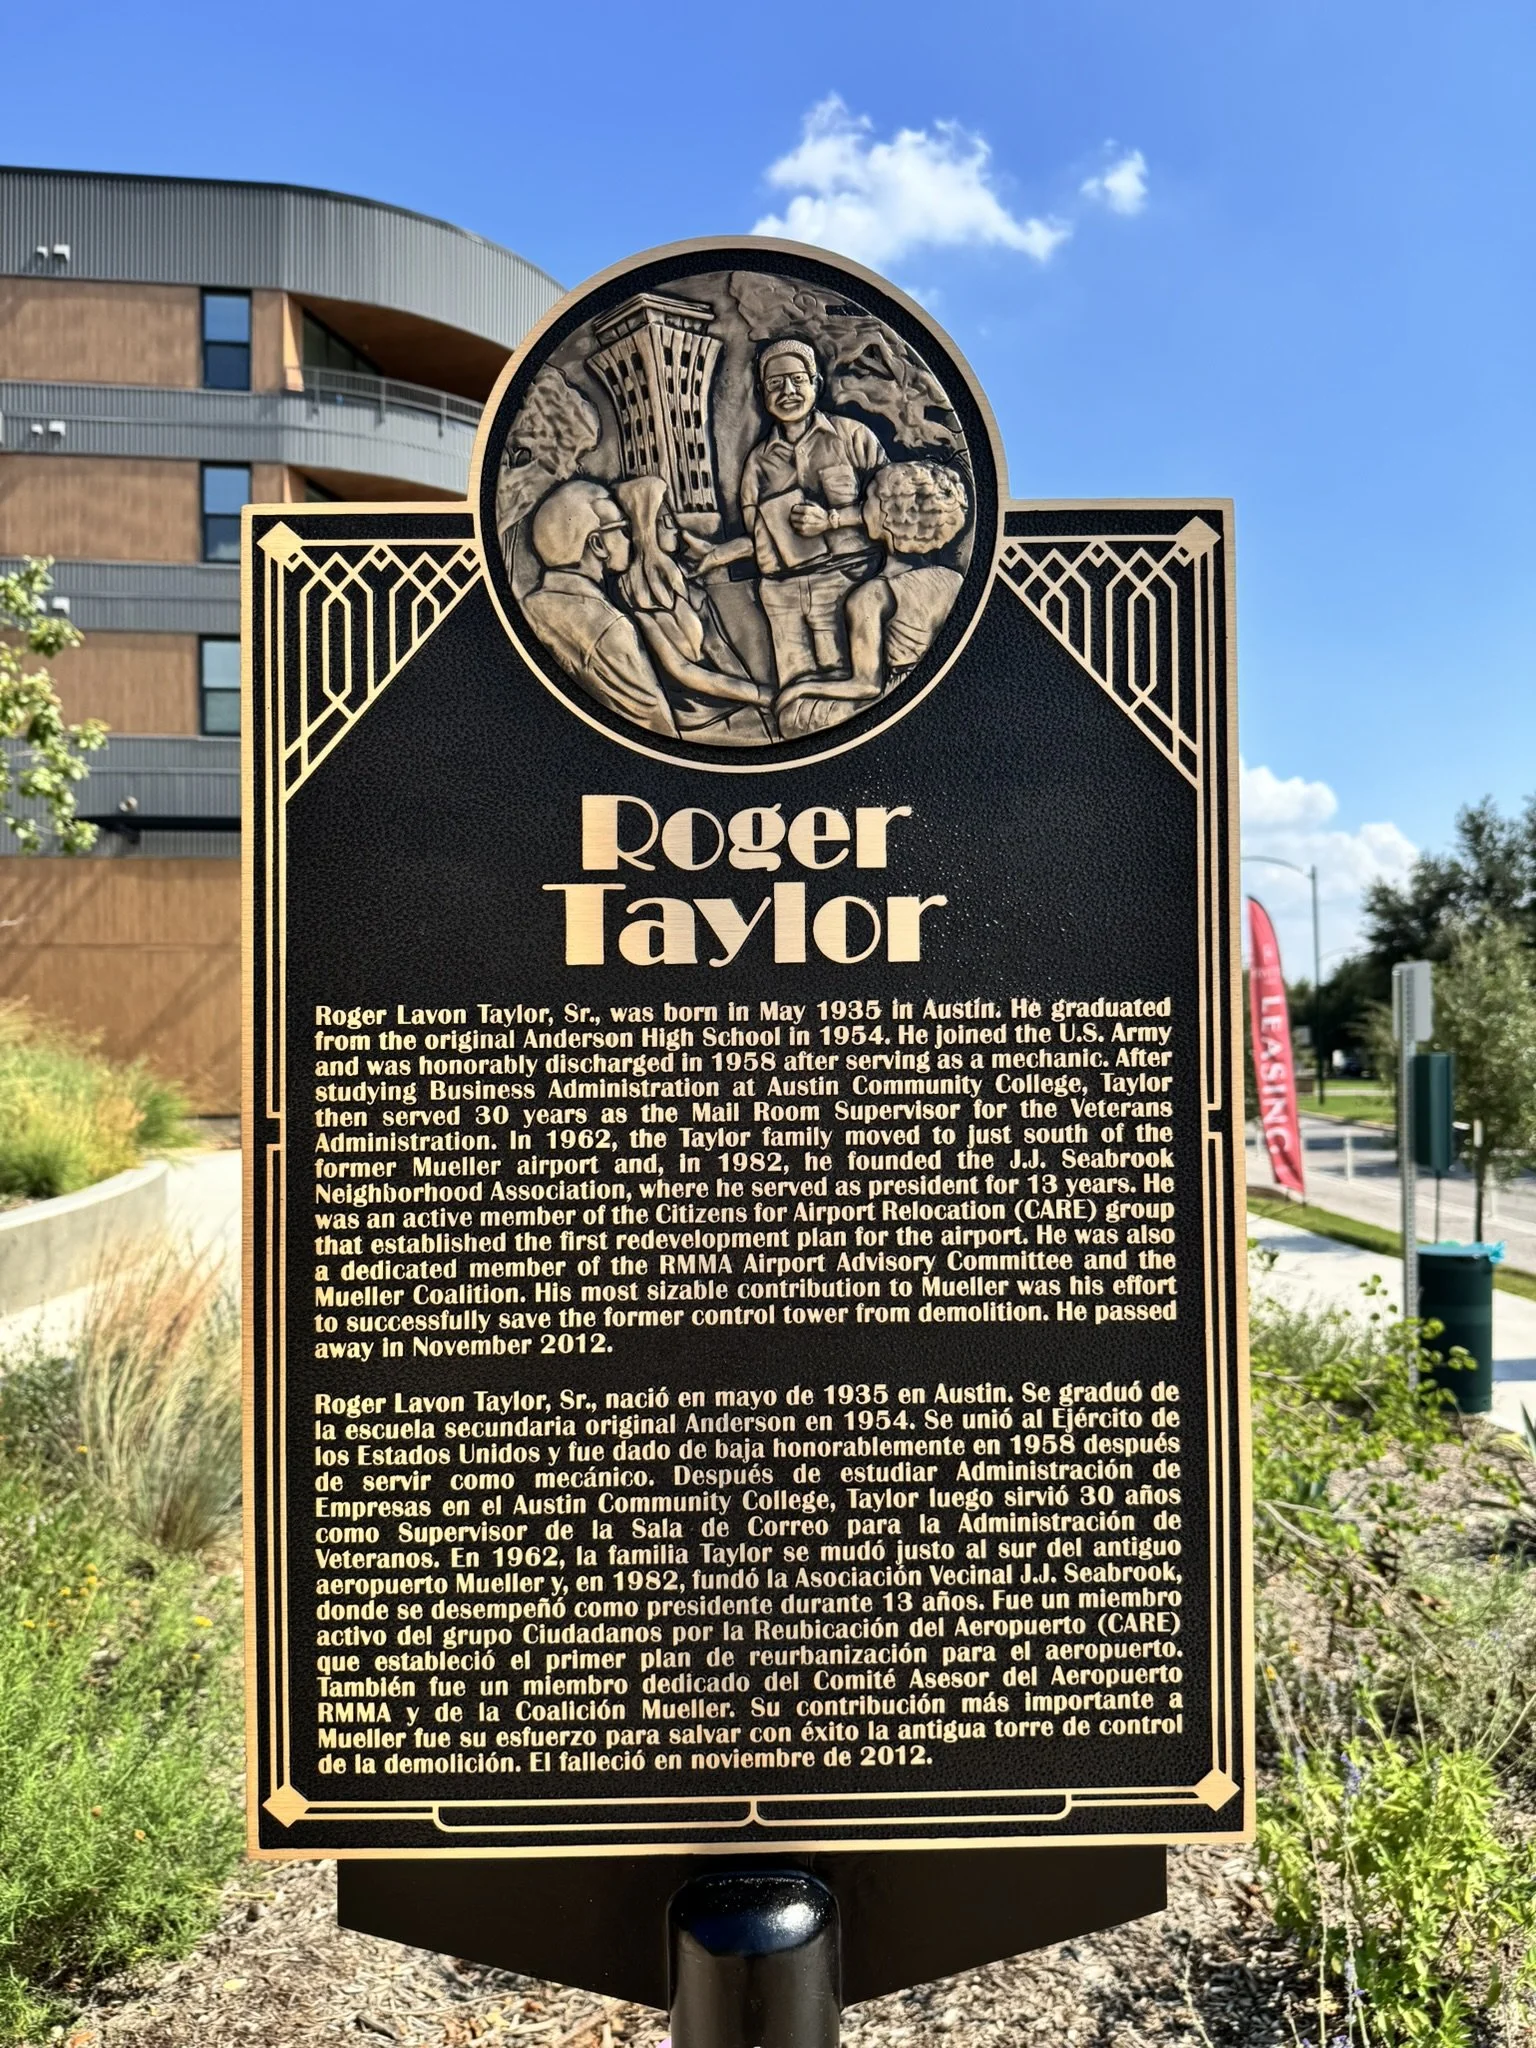 Roger
Taylor
Roger Lavon Taylor, Sr., was born in May 1935 in Austin. He graduated
from the original Anderson High School in 1954. He joined the U.S. Army
and was honorably discharged in 1958 after serving as a mechanic. After
studying Business Administration at Austin Community College, Taylor
then served 30 years as the Mail Room Supervisor for the Veterans
Administration. In 1962, the Taylor family moved to just south of the
former Mueller airport and, in 1982, he founded the J.J. Seabrook
Neighborhood Association, where he served as president for 13 years. He
was an active member of the Citizens for Airport Relocation (CARE) group
that established the first redevelopment plan for the airport. He was also
a dedicated member of the RMMA Airport Advisory Committee and the
Mueller Coalition. His most sizable contribution to Mueller was his effort
to successfully save the former control tower from demolition. He passed
away in November 2012.
Roger Lavon Taylor, Sr., nació en mayo de 1935 en Austin. Se graduó de
la escuela secundaria original Anderson en 1954. Se unió al Ejército de
los Estados Unidos y fue dado de baja honorablemente en 1958 después
de servir como mecánico. Después de estudiar Administración de
Empresas en el Austin Community College, Taylor luego sirvió 30 años
como Supervisor de la Sala de Correo para la Administración de
Veteranos. En 1962, la familia Taylor se mudó justo al sur del antiguo
aeropuerto Mueller y, en 1982, fundó la Asociación Vecinal J.J. Seabrook,
donde se desempeñó como presidente durante 13 años. Fue un miembro
activo del grupo Ciudadanos por la Reubicación del Aeropuerto (CARE)
que estableció el primer plan de reurbanización para el aeropuerto.
También fue un miembro dedicado del Comité Asesor del Aeropuerto
RMMA y de la Coalición Mueller. Su contribución más importante a
Mueller fue su esfuerzo para salvar con éxito la antigua torre de control
de la demolición. El falleció en noviembre de 2012.
LEASING